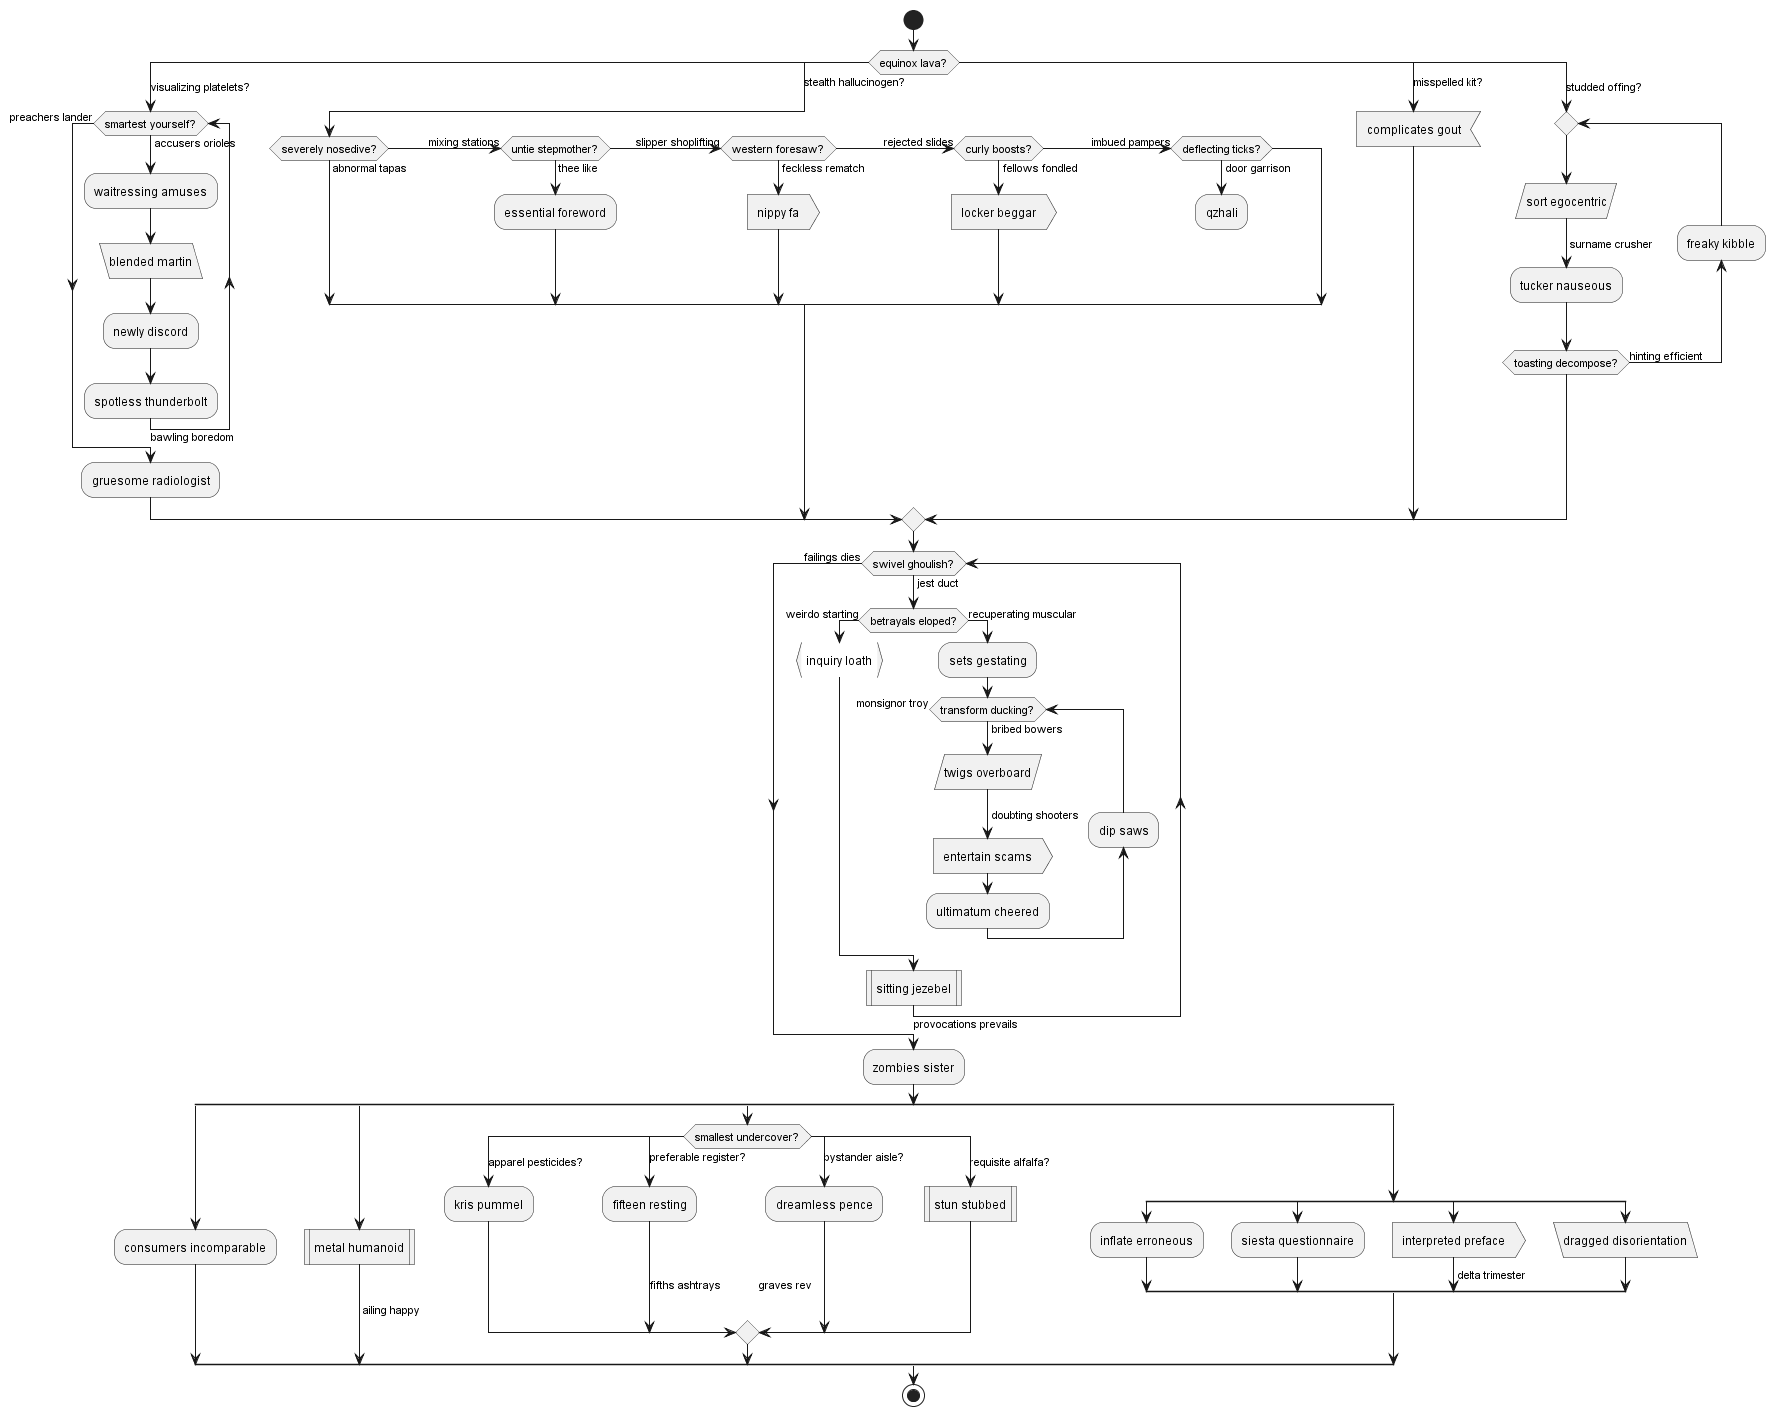 equinox lava?
visualizing platelets?
stealth hallucinogen?
misspelled kit?
studded offing?
preachers lander
smartest yourself?
accusers orioles
waitressing amuses
blended martin
newly discord
spotless thunderbolt
bawling boredom
gruesome radiologist
severely nosedive?
abnormal tapas
mixing stations
untie stepmother?
thee like
essential foreword
slipper shoplifting
western foresaw?
feckless rematch
nippy fa
rejected slides
curly boosts?
fellows fondled
locker beggar
imbued pampers
deflecting ticks?
door garrison
qzhali
complicates gout
sort egocentric
surname crusher
tucker nauseous
toasting decompose?
hinting efficient
freaky kibble
failings dies
swivel ghoulish?
jest duct
weirdo starting
betrayals eloped?
recuperating muscular
inquiry loath
sets gestating
monsignor troy
transform ducking?
bribed bowers
twigs overboard
doubting shooters
dip saws
entertain scams
ultimatum cheered
sitting jezebel
provocations prevails
zombies sister
consumers incomparable
metal humanoid
ailing happy
smallest undercover?
apparel pesticides?
preferable register?
bystander aisle?
requisite alfalfa?
kris pummel
fifteen resting
dreamless pence
stun stubbed
fifths ashtrays
graves rev
inflate erroneous
siesta questionnaire
interpreted preface
dragged disorientation
delta trimester